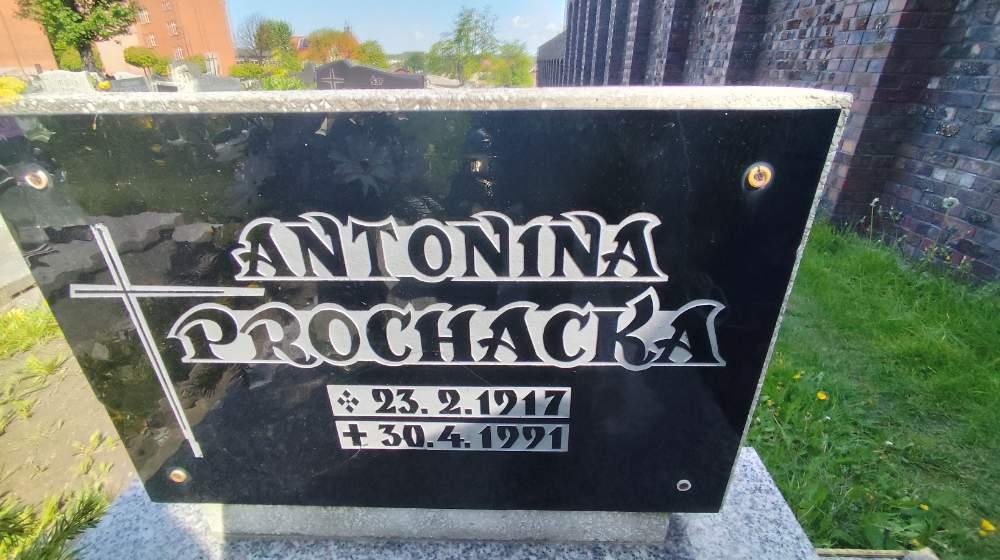 ANTONINA
PROCHACKA
23. 2. 1917
✝ 30. 4. 1991